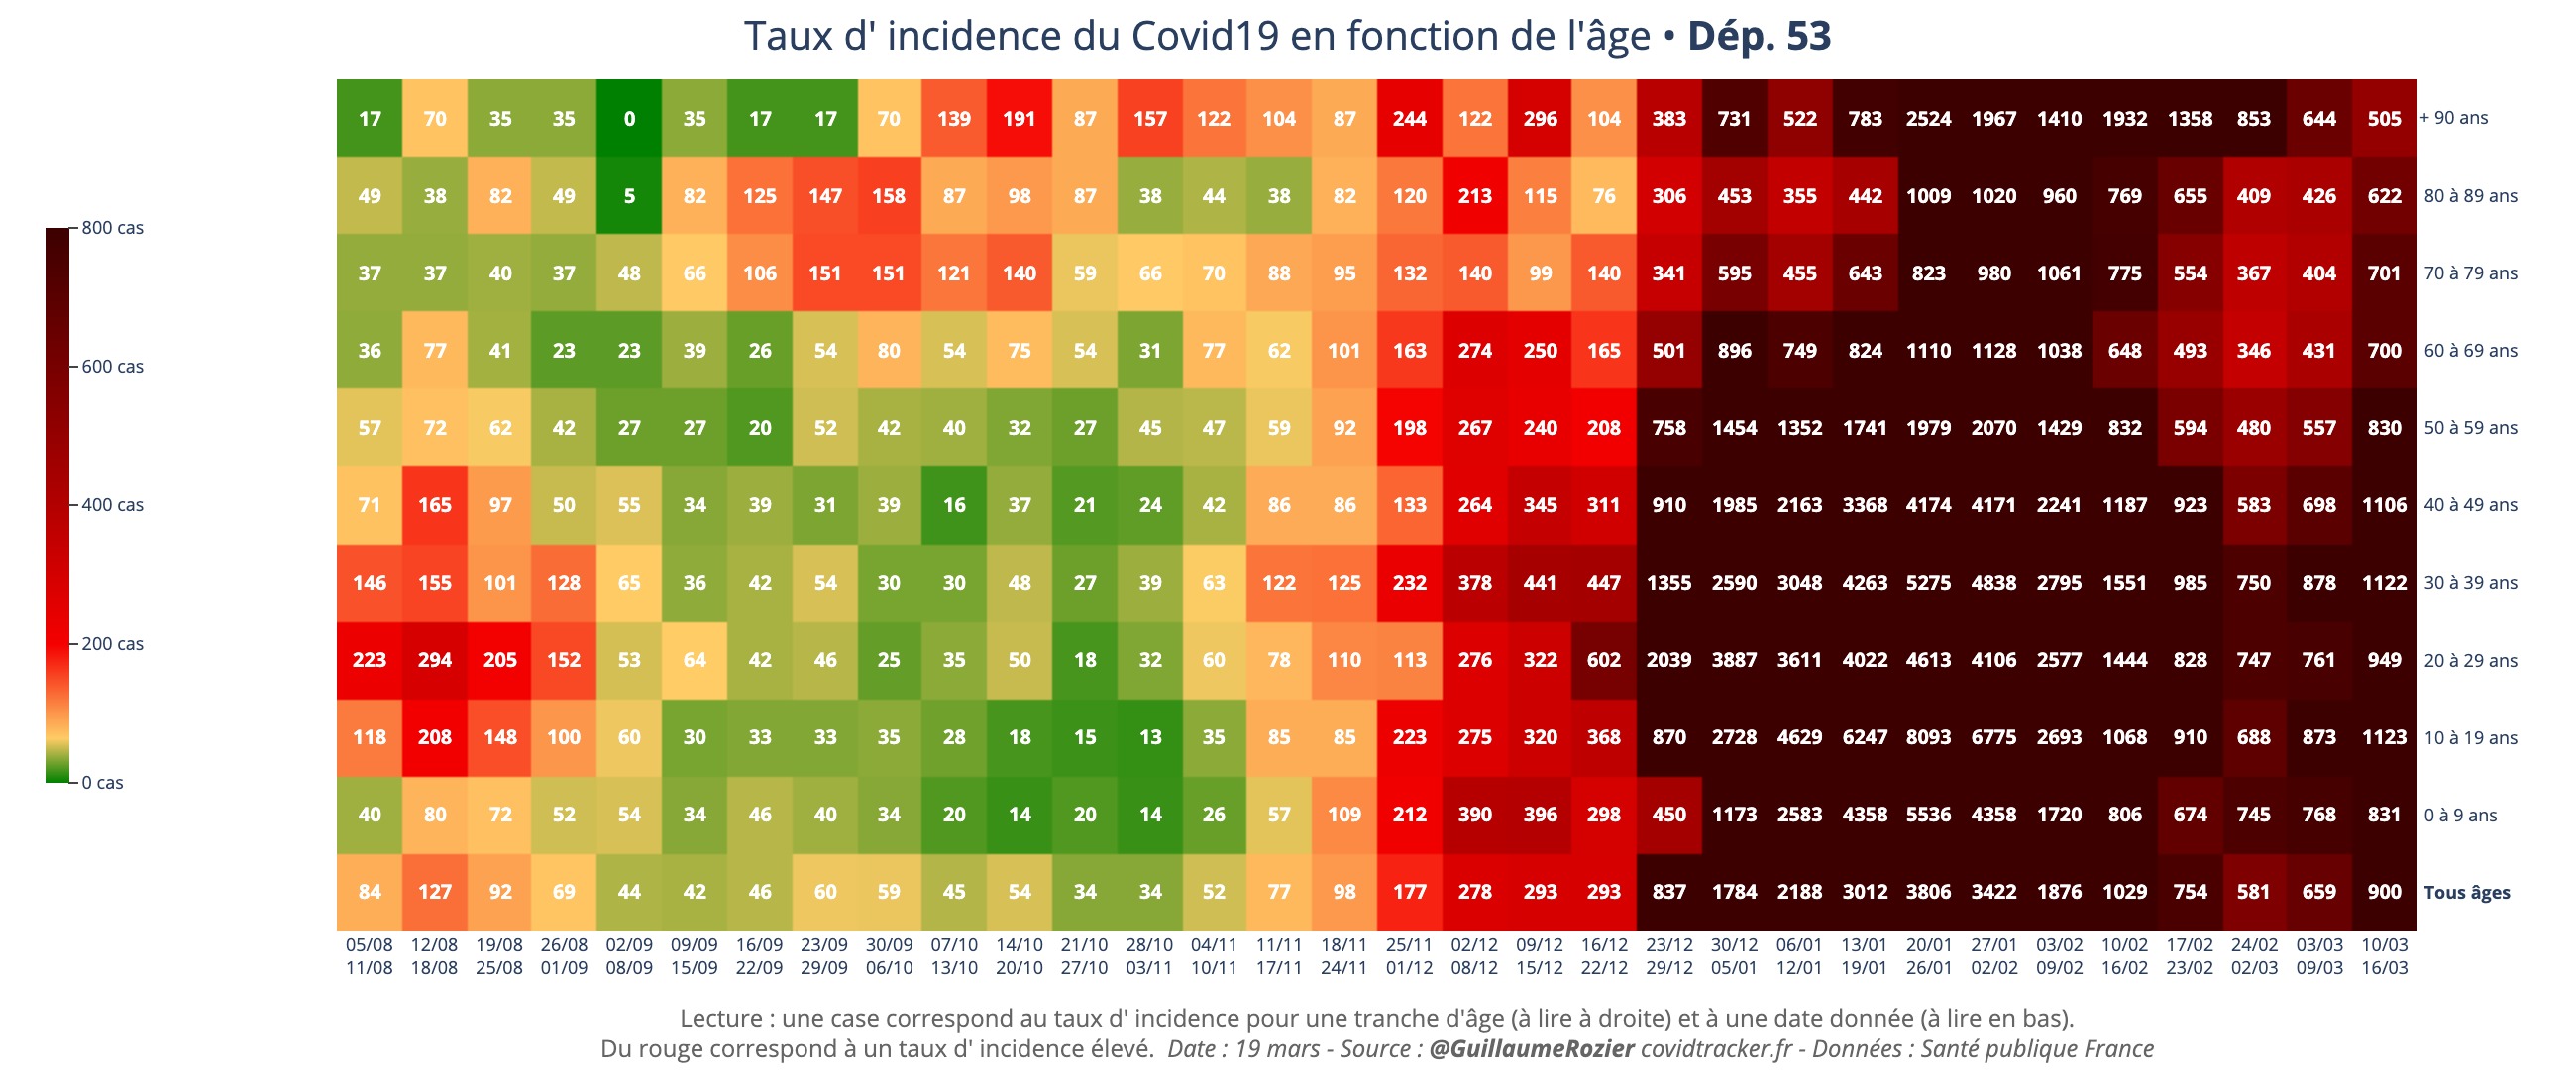 Taux d' incidence du Covid19 en fonction de l'âge • Dép. 53
17 70 35 35 0 35 17 17 70 139 191 87 157 122 104 87 244 122 296 104 383 731 522 783 2524 1967 1410 1932 1358 853 644 505 + 90 ans
49 38 82 49 5 82 125 147 158 87 98 87 38 44 38 82 120 213 115 76 306 453 355 442 1009 1020 960 769 655 409 426 622 80 à 89 ans
800 cas
37 37 40 37 48 66 106 151 151 121 140 59 66 70 88 95 132 140 99 140 341 595 455 643 823 980 1061 775 554 367 404 701 70 à 79 ans
600 cas
36 77 41 23 23 39 26 54 80 54 75 54 31 77 62 101 163 274 250 165 501 896 749 824 1110 1128 1038 648 493 346 431 700 60 à 69 ans
57 72 62 42 27 27 20 52 42 40 32 27 45 47 59 92 198 267 240 208 758 1454 1352 1741 1979 2070 1429 832 594 480 557 830 50 à 59 ans
400 cas
71 165 97 50 55 34 39 31 39 16 37 21 24 42 86 86 133 264 345 311 910 1985 2163 3368 4174 4171 2241 1187 923 583 698 1106 40 à 49 ans
146 155 101 128 65 36 42 54 30 30 48 27 39 63 122 125 232 378 441 447 1355 2590 3048 4263 5275 4838 2795 1551 985 750 878 1122 30 à 39 ans
200 cas
223 294 205 152 53 64 42 46 25 35 50 18 32 60 78 110 113 276 322 602 2039 3887 3611 4022 4613 4106 2577 1444 828 747 761 949 20 à 29 ans
118 208 148 100 60 30 33 33 35 28 18 15 13 35 85 85 223 275 320 368 870 2728 4629 6247 8093 6775 2693 1068 910 688 873 1123 10 à 19 ans
0 cas
40 80 72 52 54 34 46 40 34 20 14 20 14 26 57 109 212 390 396 298 450 1173 2583 4358 5536 4358 1720 806 674 745 768 831 0 à 9 ans
84 127 92 69 44 42 46 60 59 45 54 34 34 52 77 98 177 278 293 293 837 1784 2188 3012 3806 3422 1876 1029 754 581 659 900 Tous âges
05/08 12/08 19/08 26/08 02/09 09/09 16/09 23/09 30/09 07/10 14/10 21/10 28/10 04/11 11/11 18/11 25/11 02/12 09/12 16/12 23/12 30/12 06/01 13/01 20/01 27/01 03/02 10/02 17/02 24/02 03/03 10/03
11/08 18/08 25/08 01/09 08/09 15/09 22/09 29/09 06/10 13/10 20/10 27/10 03/11 10/11 17/11 24/11 01/12 08/12 15/12 22/12 29/12 05/01 12/01 19/01 26/01 02/02 09/02 16/02 23/02 02/03 09/03 16/03
Lecture : une case correspond au taux d' incidence pour une tranche d'âge (à lire à droite) et à une date donnée (à lire en bas).
Du rouge correspond à un taux d' incidence élevé. Date : 19 mars - Source : @GuillaumeRozier covidtracker.fr - Données : Santé publique France